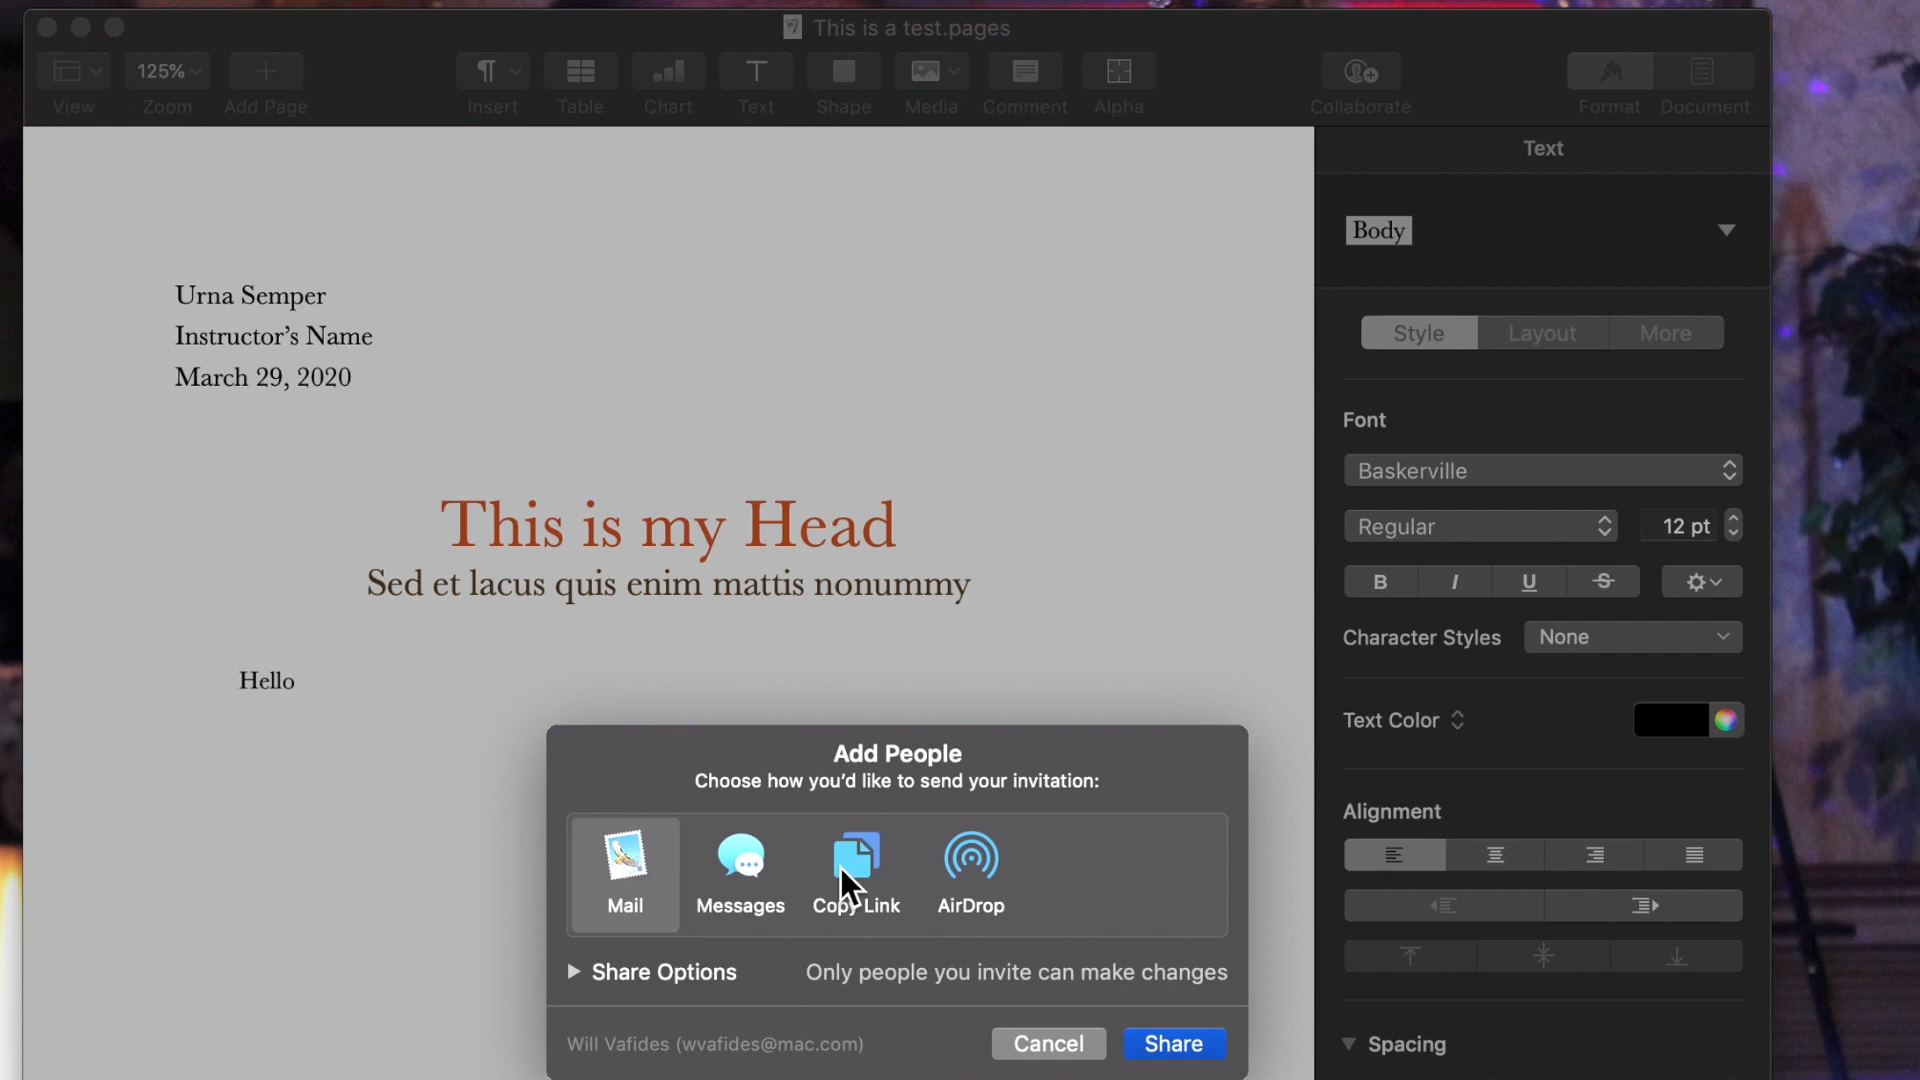 This is a test.pages
125%
View
Zoom
Add Page
Insert
Table
Chart
Text
Shape
Media
Comment
Alpha
Collaborate
Format
Document
Text
Body
Style
Layout
More
Font
Baskerville
Regular
12 pt
B
I
U
S
Character Styles
None
Text Color
Alignment
Spacing
Urna Semper
Instructor's Name
March 29, 2020
This is my Head
Sed et lacus quis enim mattis nonummy
Hello
Add People
Choose how you'd like to send your invitation:
Mail
Messages
Copy Link
AirDrop
Share Options
Only people you invite can make changes
Will Vafides (wvafides@mac.com)
Cancel
Share